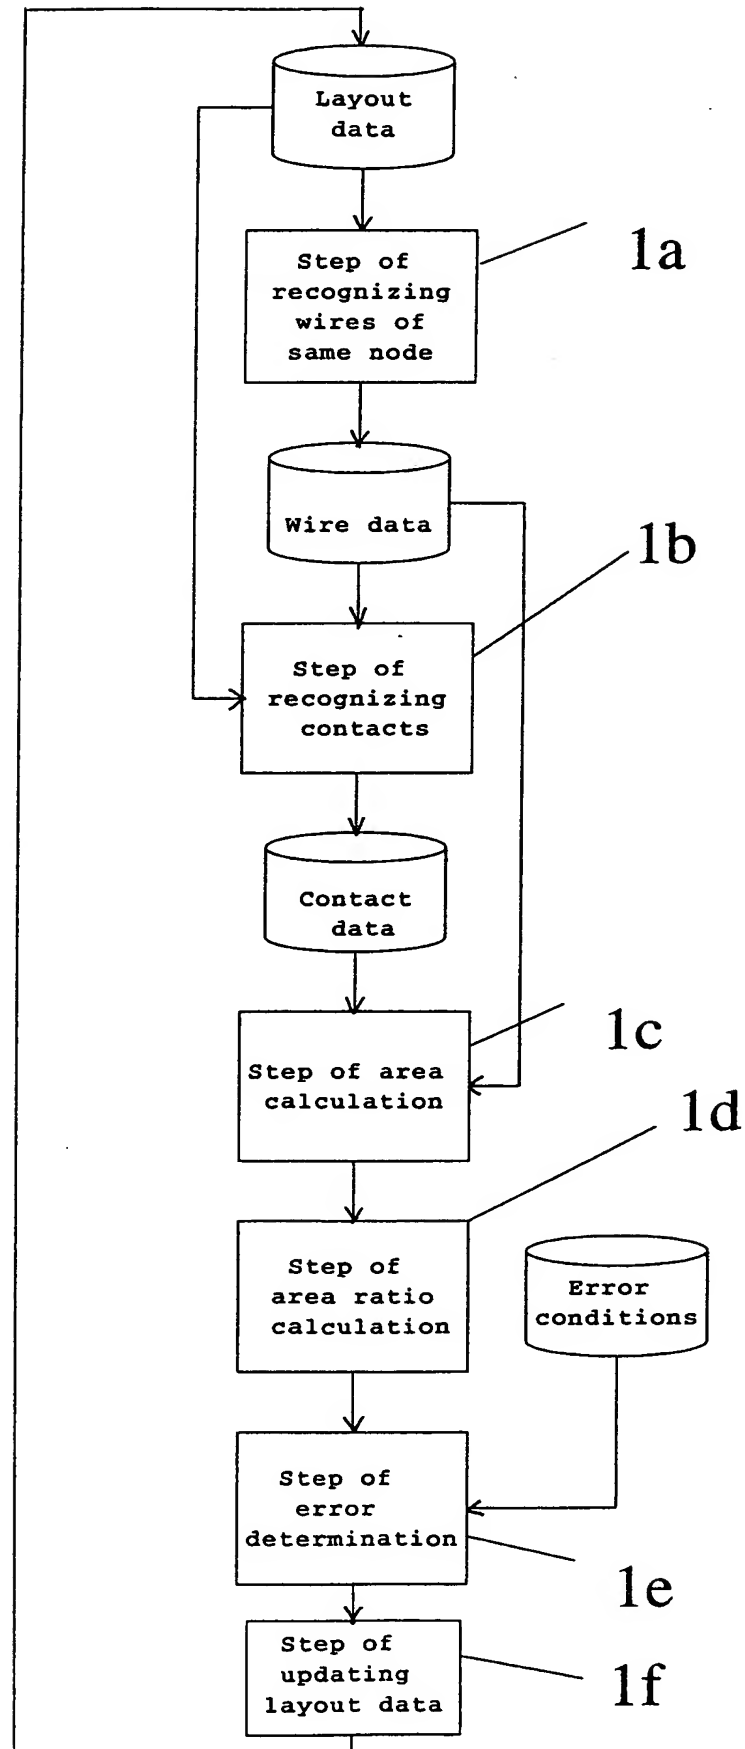 Layout
data
Step of
recognizing
wires of
same node
1a
Wire data
1b
Step of
recognizing
contacts
Contact
data
1c
Step of area
calculation
1d
Step of
area ratio
calculation
Error
conditions
Step of
error
determination
1e
Step of
updating
layout data
1f